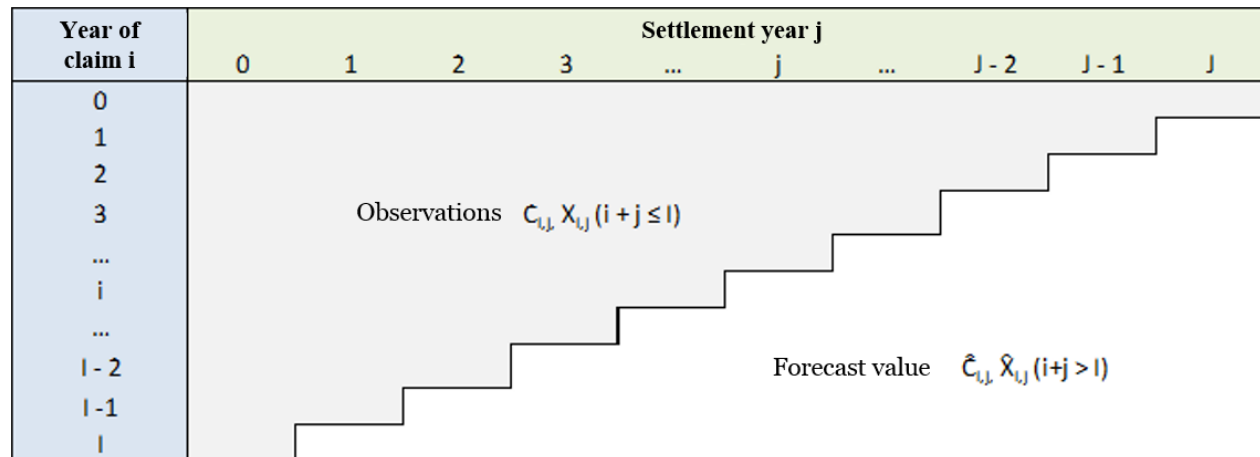 Year of claim i
Settlement year j
0 1 2 3 ... j ... J - 2 J - 1 J
0
1
2
3
...
i
...
I - 2
I -1
I
Observations C_{i,j}, X_{i,j} (i + j ≤ I)
Forecast value Ĉ_{i,j}, X̂_{i,j} (i+j > I)